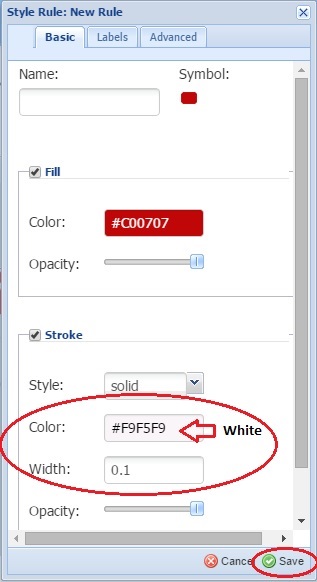 Style Rule: New Rule
Basic Labels Advanced
Name: Symbol:
Fill
Color: #C00707
Opacity:
Stroke
Style: solid
Color: #F9F5F9 White
Width: 0.1
Opacity:
Cance Save